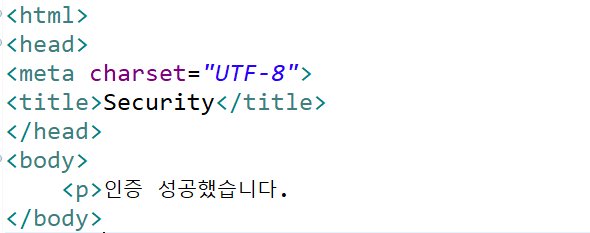 <html>
<head>
<meta charset="UTF-8">
<title>Security</title>
</head>
<body>
    <p>인증 성공했습니다.
</body>